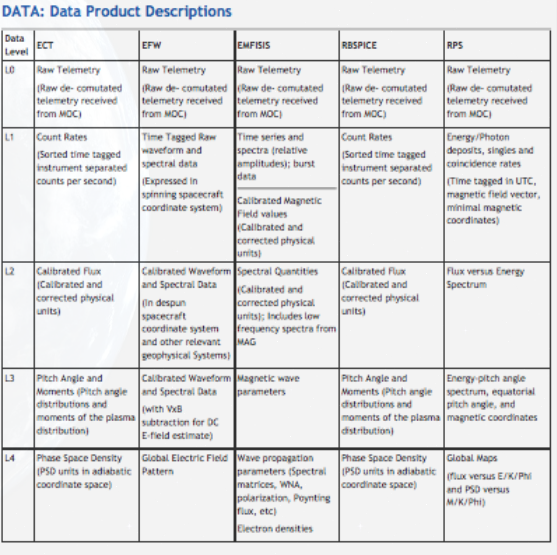 DATA: Data Product Descriptions
Data
Level
ECT
EFW
EMFISIS
RBSPICE
RPS
L0
Raw Telemetry
(Raw de- comutated
telemetry received
from MOC)
Raw Telemetry
(Raw de- comutated
telemetry received
from MOC)
Raw Telemetry
(Raw de- comutated
telemetry received
from MOC)
Raw Telemetry
(Raw de- comutated
telemetry received
from MOC)
Raw Telemetry
(Raw de- comutated
telemetry received
from MOC)
L1
Count Rates
(Sorted time tagged
instrument separated
counts per second)
Time Tagged Raw
waveform and
spectral data
(Expressed in
spinning spacecraft
coordinate system)
Time series and
spectra (relative
amplitudes); burst
data
Calibrated Magnetic
Field values
(Calibrated and
corrected physical
units)
Count Rates
(Sorted time tagged
instrument separated
counts per second)
Energy/Photon
deposits, singles and
coincidence rates
(Time tagged in UTC,
magnetic field vector,
minimal magnetic
coordinates)
L2
Calibrated Flux
(Calibrated and
corrected physical
units)
Calibrated Waveform
and Spectral Data
(in despun
spacecraft
coordinate system
and other relevant
geophysical Systems)
Spectral Quantities
(Calibrated and
corrected physical
units); Includes low
frequency spectra from
MAG
Calibrated Flux
(Calibrated and
corrected physical
units)
Flux versus Energy
Spectrum
L3
Pitch Angle and
Moments (Pitch angle
distributions and
moments of the plasma
distribution)
Calibrated Waveform
and Spectral Data
(with VxB
subtraction for DC
E-field estimate)
Magnetic wave
parameters
Pitch Angle and
Moments (Pitch angle
distributions and
moments of the plasma
distribution)
Energy-pitch angle
spectrum, equatorial
pitch angle, and
magnetic coordinates
L4
Phase Space Density
(PSD units in adiabatic
coordinate space)
Global Electric Field
Pattern
Wave propagation
parameters (Spectral
matrices, WNA,
polarization, Poynting
flux, etc)
Electron densities
Phase Space Density
(PSD units in adiabatic
coordinate space)
Global Maps
(flux versus E/K/Phi
and PSD versus
M/K/Phi)